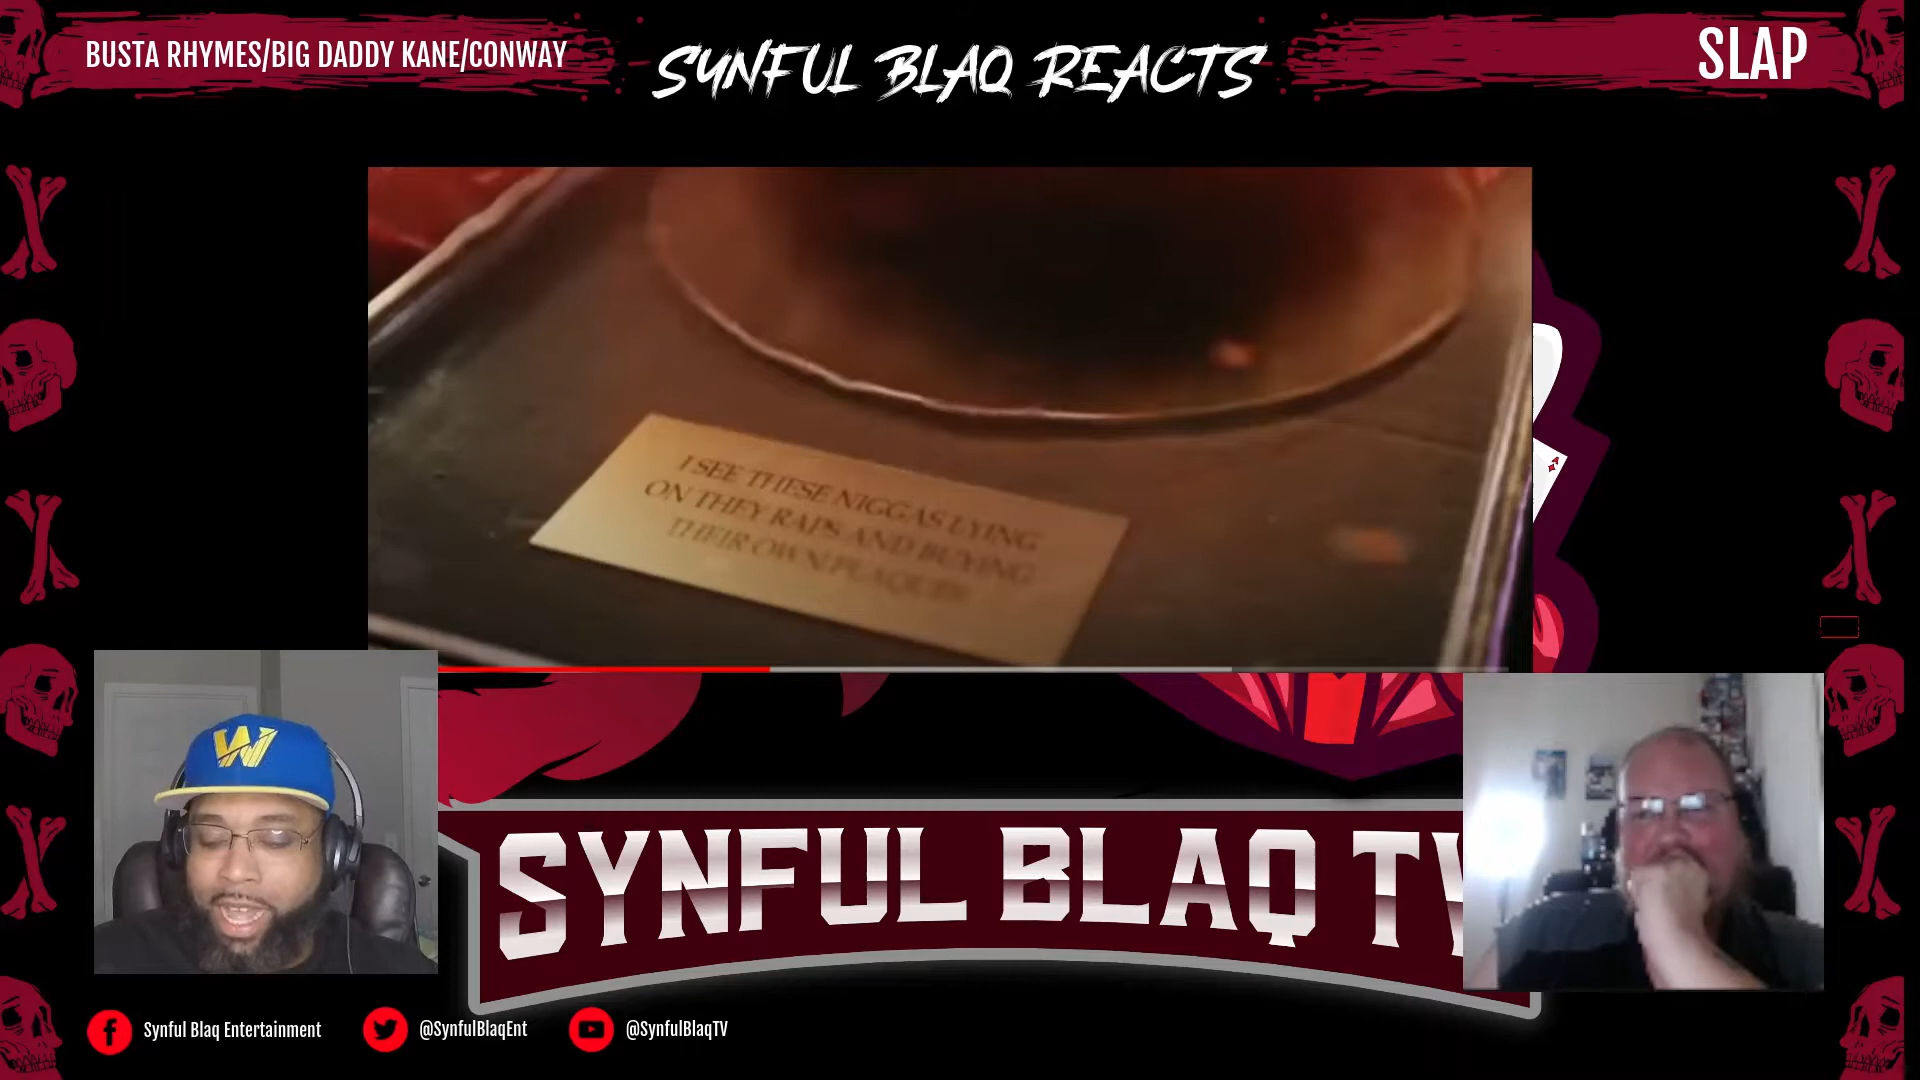 BUSTA RHYMES/BIG DADDY KANE/CONWAY
SYNFUL BLAQ REACTS
SLAP
I SEE THESE NIGGAS LYING
ON THEY RAPS AND BUYING
THEIR OWN PLAQUES
W
SYNFUL BLAQ TV
Synful Blaq Entertainment
@SynfulBlaqEnt
@SynfulBlaqTV